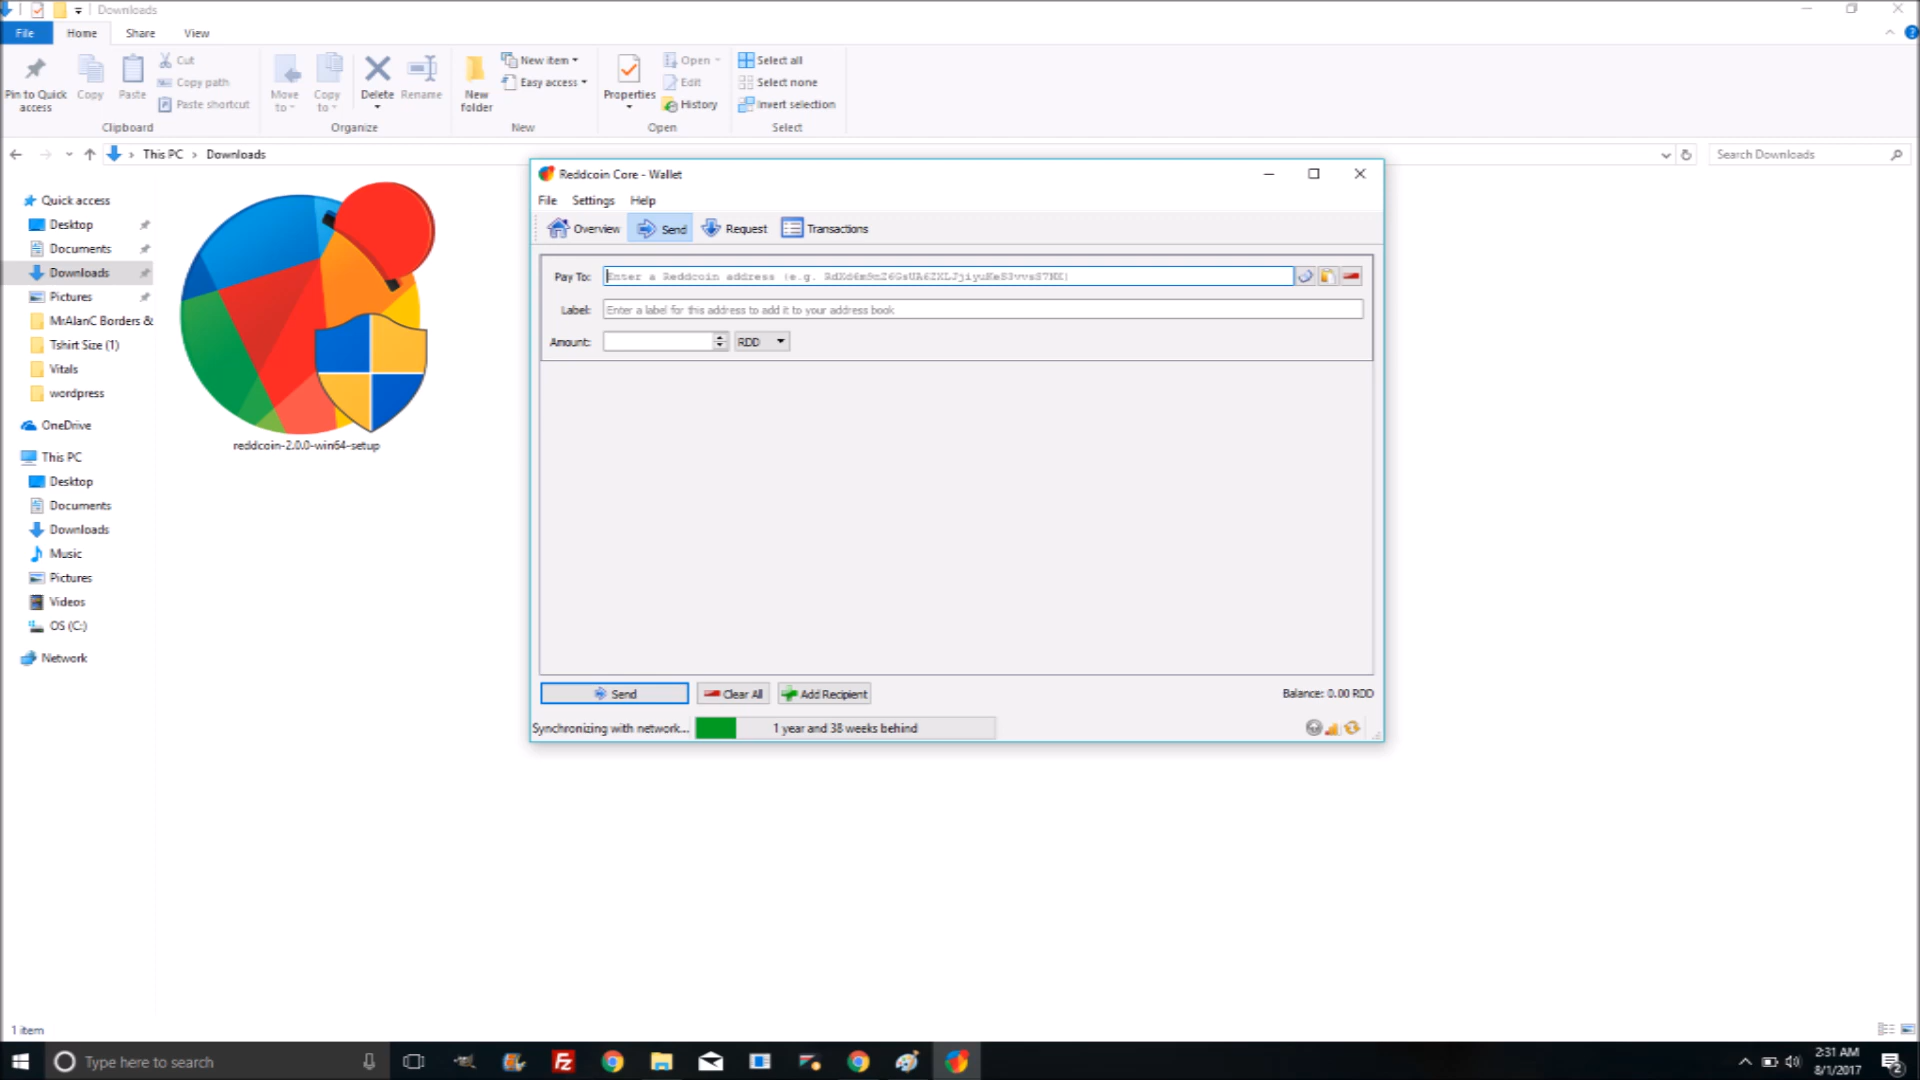 Downloads
File Home Share View
Pin to Quick access
Copy
Paste
Cut
Copy path
Paste shortcut
Clipboard
Move to
Copy to
Delete
Rename
Organize
New folder
New item
Easy access
New
Properties
Open
Edit
History
Open
Select all
Select none
Invert selection
Select
This PC > Downloads
Search Downloads
Quick access
Desktop
Documents
Downloads
Pictures
MrAlanC Borders &
Tshirt Size (1)
Vitals
wordpress
OneDrive
This PC
Desktop
Documents
Downloads
Music
Pictures
Videos
OS (C:)
Network
reddcoin-2.0.0-win64-setup
Reddcoin Core - Wallet
File Settings Help
Overview Send Request Transactions
Pay To: Enter a Reddcoin address (e.g.
Label: Enter a label for this address to add it to your address book
Amount: RDD
Send Clear All Add Recipient Balance: 0.00 RDD
Synchronizing with network... 1 year and 38 weeks behind
1 item
Type here to search
Fz
2:31 AM
8/1/2017
2